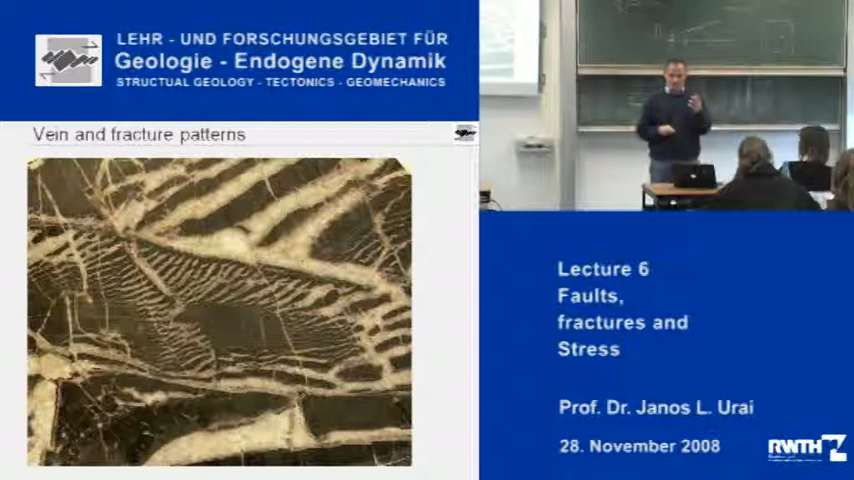 LEHR - UND FORSCHUNGSGEBIET FÜR
Geologie - Endogene Dynamik
STRUCTUAL GEOLOGY - TECTONICS - GEOMECHANICS
Vein and fracture patterns
Lecture 6
Faults,
fractures and
Stress
Prof. Dr. Janos L. Urai
28. November 2008
RWTH